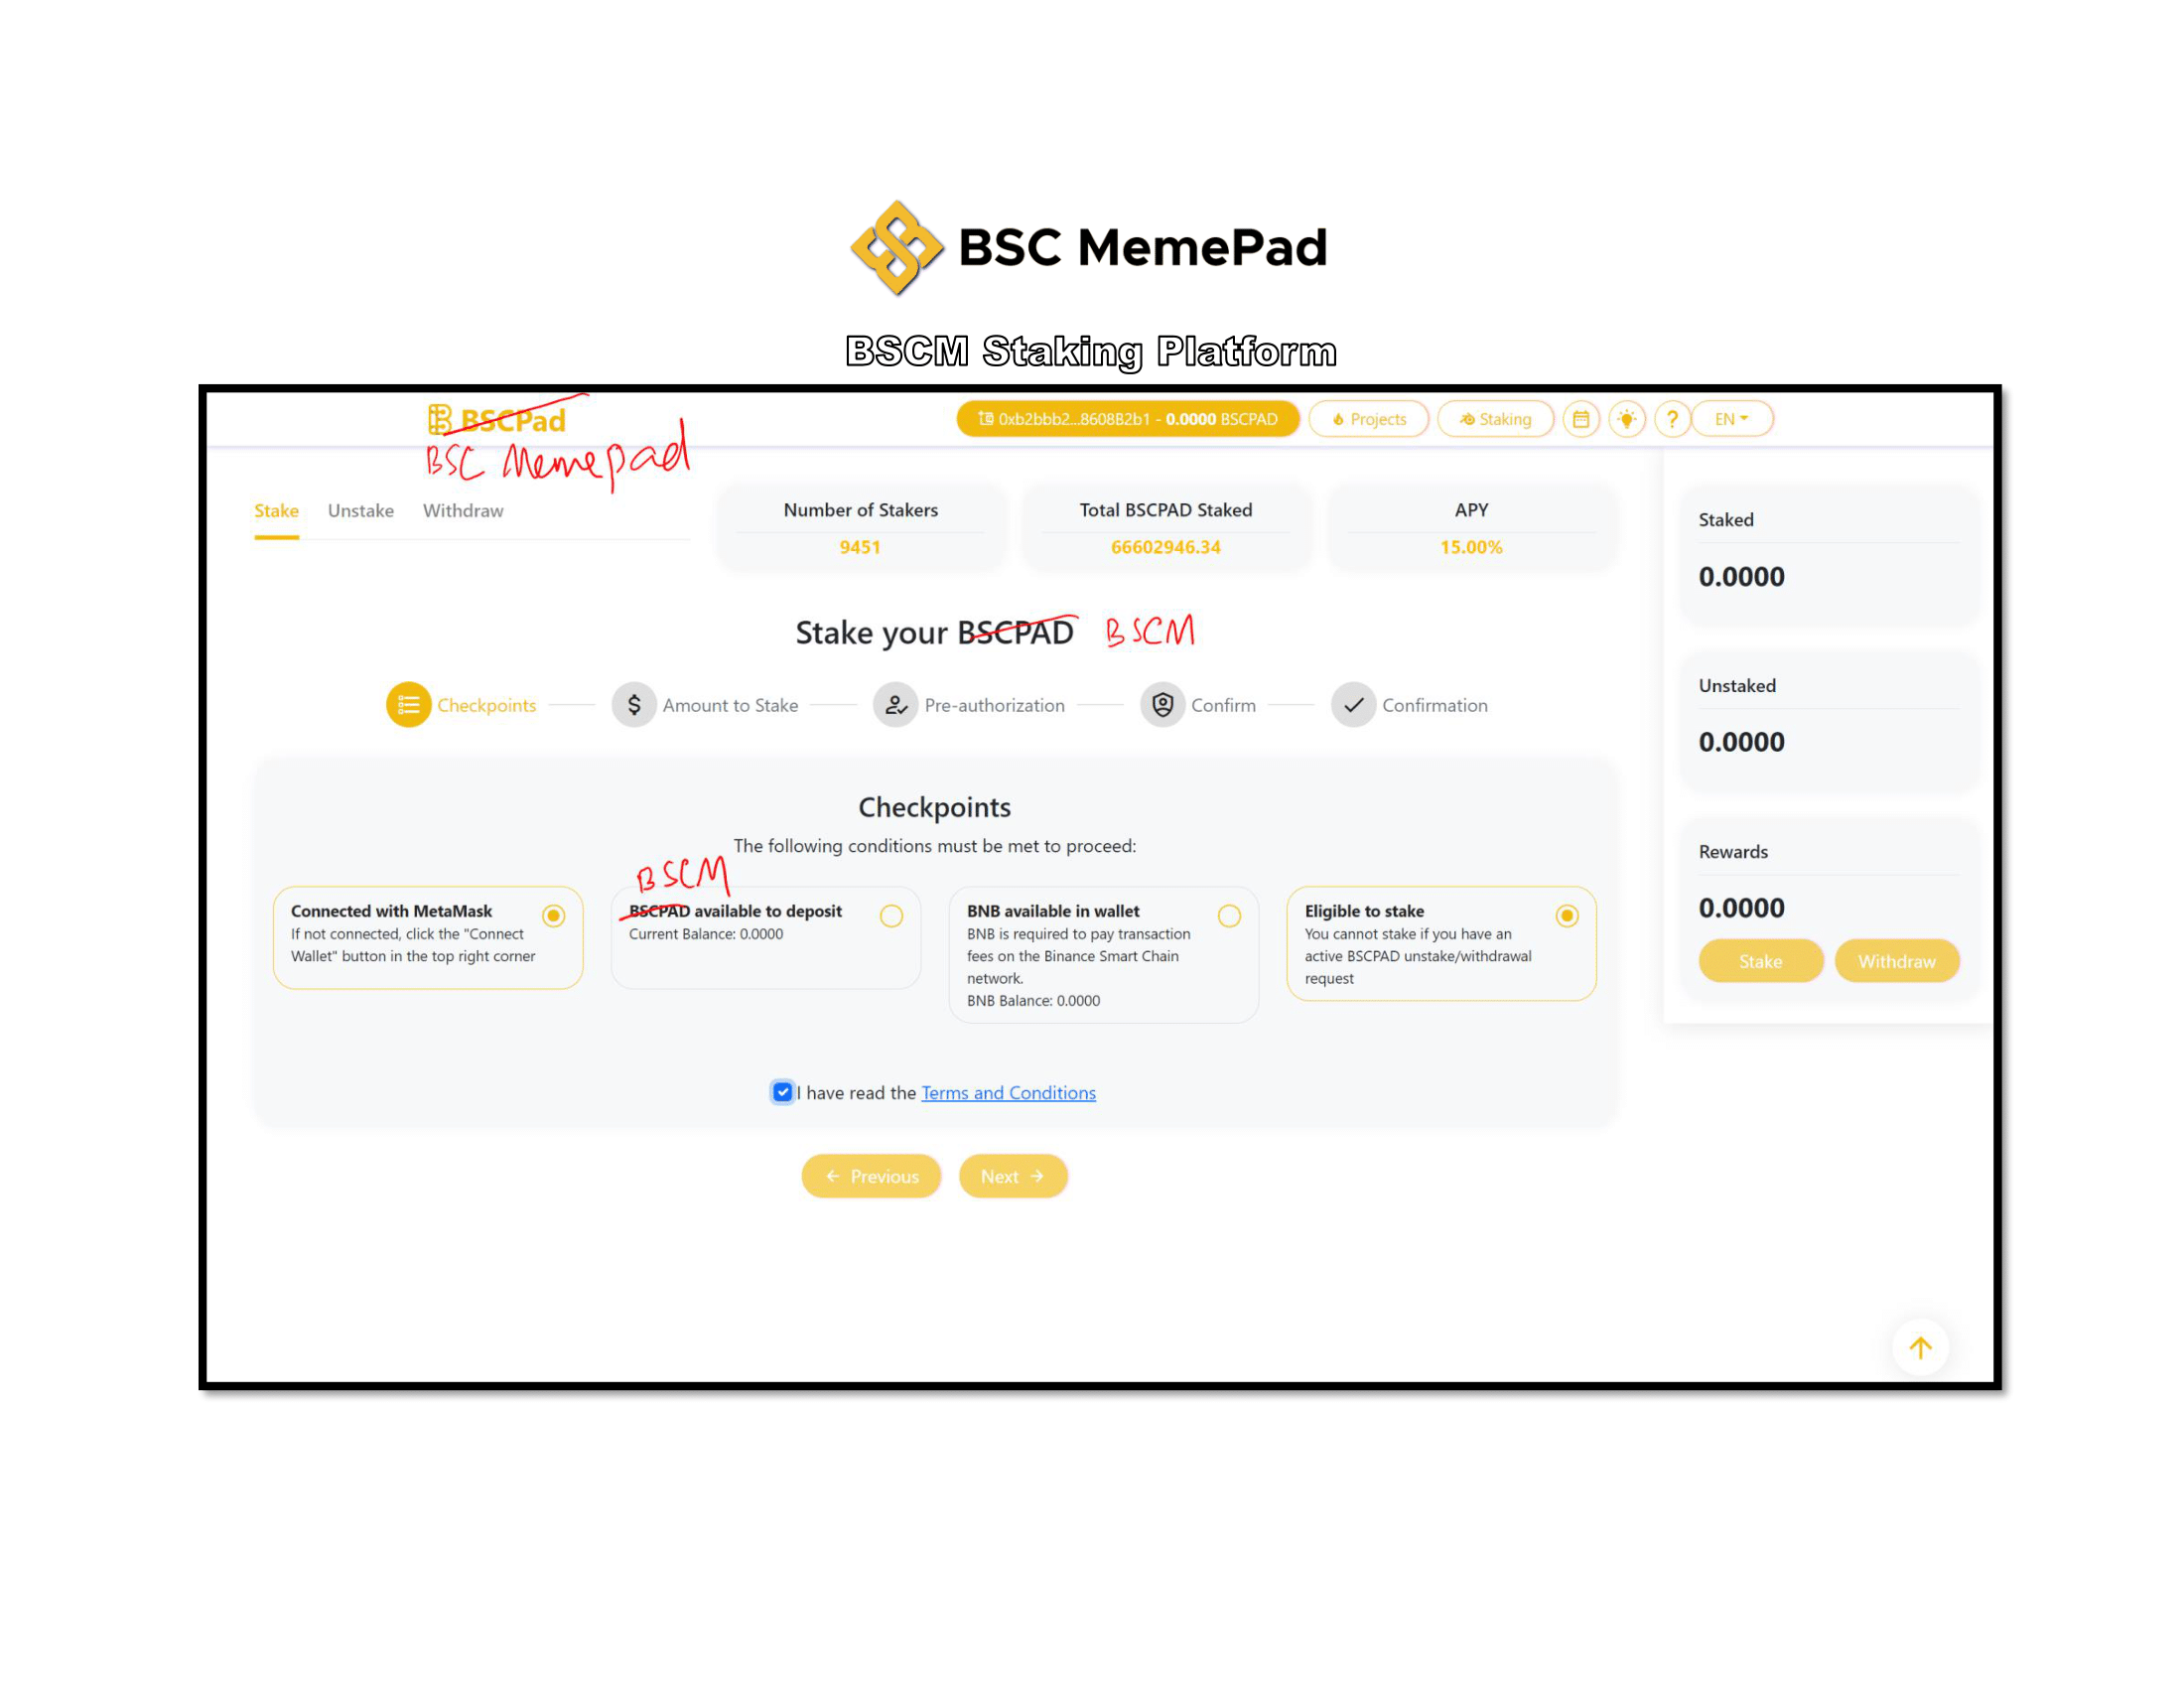 BSC MemePad
BSCM Staking Platform
BSCPad
0xb2bbb2...8608B2b1 - 0.0000 BSCPAD
Projects
Staking
?
EN
BSC Memepad
Stake
Unstake
Withdraw
Number of Stakers
9451
Total BSCPAD Staked
66602946.34
APY
15.00%
Staked
0.0000
Stake your BSCPAD BSCM
Unstaked
0.0000
Checkpoints
$ Amount to Stake
Pre-authorization
Confirm
Confirmation
Checkpoints
The following conditions must be met to proceed:
BSCM
Connected with MetaMask
If not connected, click the "Connect
Wallet" button in the top right corner
BSCPAD available to deposit
Current Balance: 0.0000
BNB available in wallet
BNB is required to pay transaction
fees on the Binance Smart Chain
network.
BNB Balance: 0.0000
Eligible to stake
You cannot stake if you have an
active BSCPAD unstake/withdrawal
request
Rewards
0.0000
Stake
Withdraw
I have read the Terms and Conditions
Previous
Next